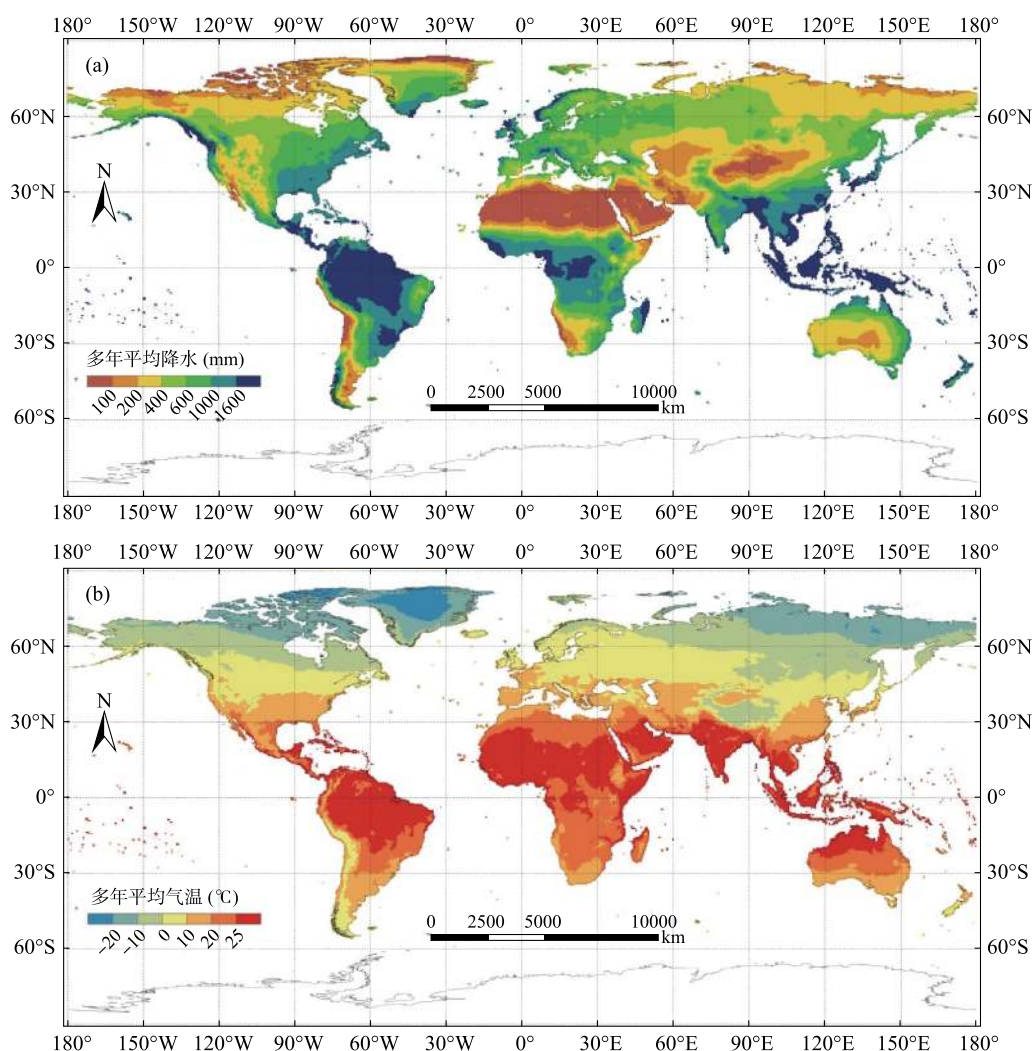 180° 150°W 120°W 90°W 60°W 30°W 0° 30°E 60°E 90°E 120°E 150°E 180°
(a)
60°N 60°N
N
30°N 30°N
0° 0°
30°S 30°S
多年平均降水 (mm)
0 2500 5000 10000
km
100 200 400 600 1000 1600
60°S 60°S
180° 150°W 120°W 90°W 60°W 30°W 0° 30°E 60°E 90°E 120°E 150°E 180°
180° 150°W 120°W 90°W 60°W 30°W 0° 30°E 60°E 90°E 120°E 150°E 180°
(b)
60°N 60°N
N
30°N 30°N
0° 0°
30°S 30°S
多年平均气温 (℃)
0 2500 5000 10000
km
-20 -10 0 10 20 25
60°S 60°S
180° 150°W 120°W 90°W 60°W 30°W 0° 30°E 60°E 90°E 120°E 150°E 180°